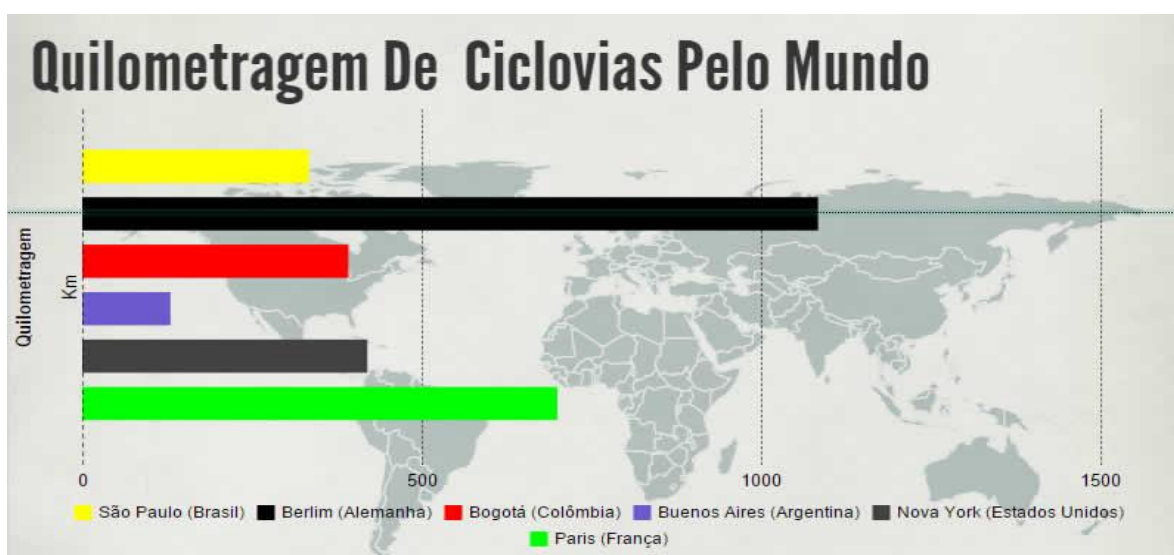 Quilometragem De Ciclovias Pelo Mundo
Quilometragem
Km
0 500 1000 1500
São Paulo (Brasil) Berlim (Alemanha) Bogotá (Colômbia) Buenos Aires (Argentina) Nova York (Estados Unidos)
Paris (França)